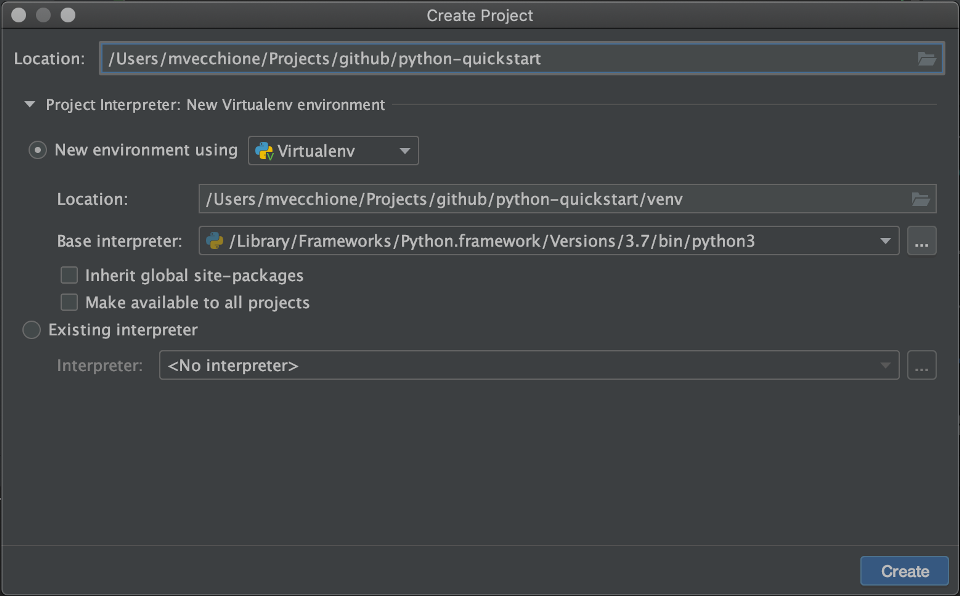 Create Project
Location: /Users/mvecchione/Projects/github/python-quickstart
Project Interpreter: New Virtualenv environment
New environment using Virtualenv
Location: /Users/mvecchione/Projects/github/python-quickstart/venv
Base interpreter: /Library/Frameworks/Python.framework/Versions/3.7/bin/python3 ...
Inherit global site-packages
Make available to all projects
Existing interpreter
Interpreter: <No interpreter> ...
Create